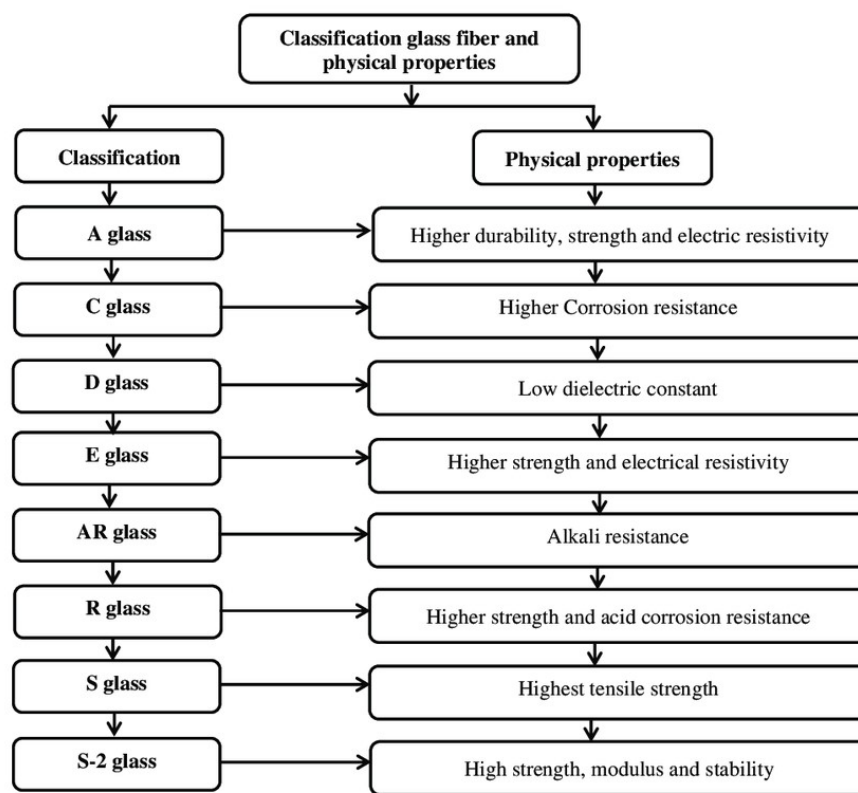 Classification glass fiber and
physical properties
Classification
Physical properties
A glass
Higher durability, strength and electric resistivity
C glass
Higher Corrosion resistance
D glass
Low dielectric constant
E glass
Higher strength and electrical resistivity
AR glass
Alkali resistance
R glass
Higher strength and acid corrosion resistance
S glass
Highest tensile strength
S-2 glass
High strength, modulus and stability